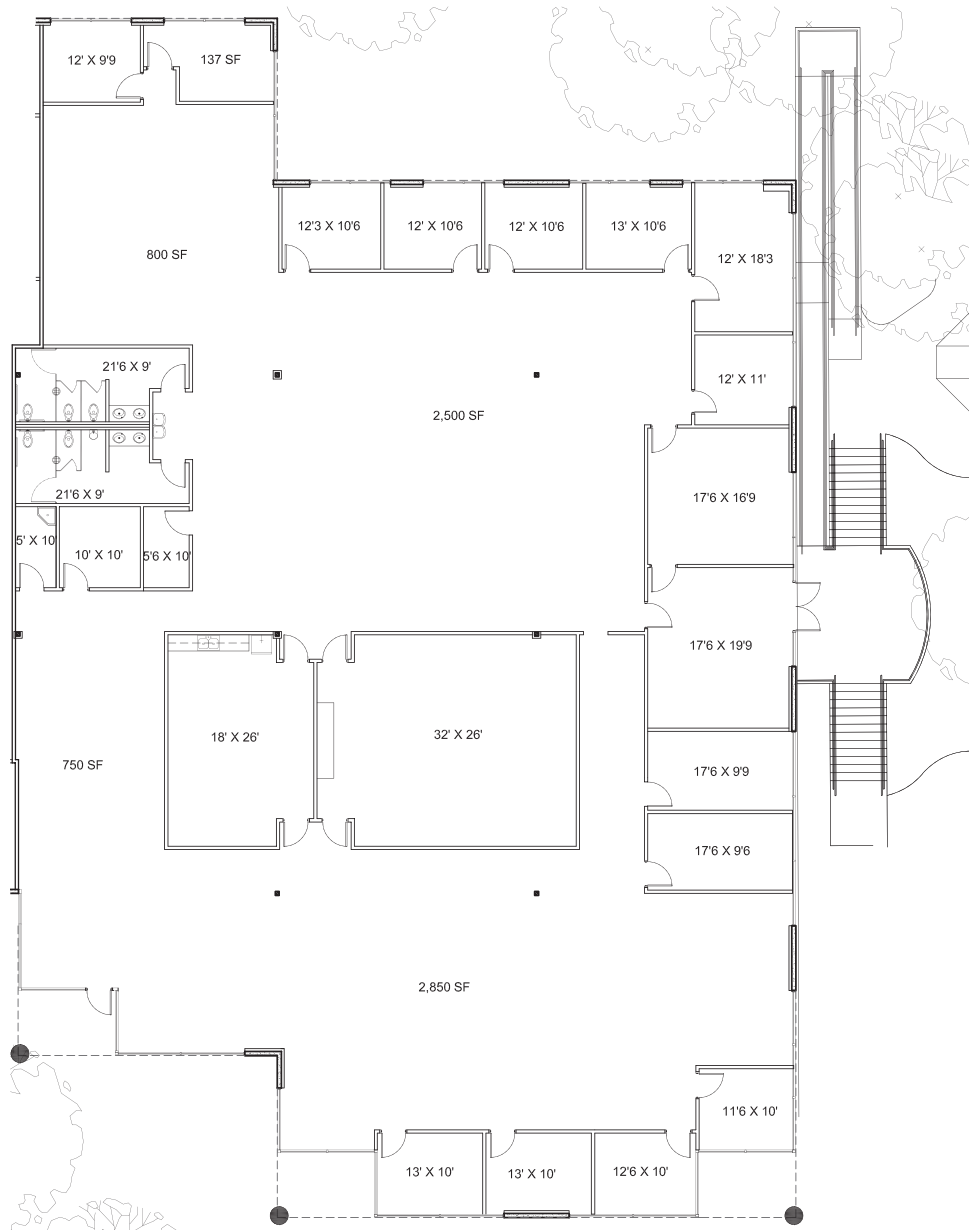 12' X 9'9
137 SF
12'3 X 10'6
12' X 10'6
12' X 10'6
13' X 10'6
12' X 18'3
800 SF
21'6 X 9'
12' X 11'
2,500 SF
21'6 X 9'
17'6 X 16'9
5' X 10'
10' X 10'
5'6 X 10'
17'6 X 19'9
18' X 26'
32' X 26'
750 SF
17'6 X 9'9
17'6 X 9'6
2,850 SF
11'6 X 10'
13' X 10'
13' X 10'
12'6 X 10'